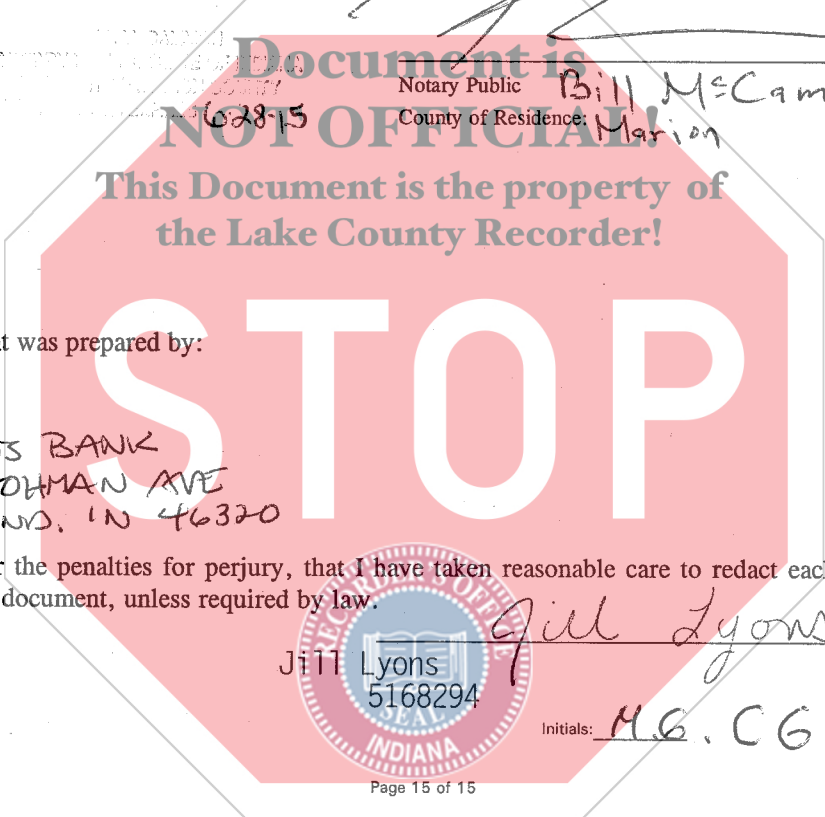 Document is
Notary Public Bill McCam
6-28-15 County of Residence: Marion
NOT OFFICIAL!
This Document is the property of
the Lake County Recorder!
STOP
t was prepared by:
S BANK
OHMAN AVE
ND. IN 46320
r the penalties for perjury, that I have taken reasonable care to redact eac
document, unless required by law.
Jill Lyons
Jill Lyons
5168294
RECORDER'S OFFICE
SEAL
INDIANA
Initials: M.G. CG
Page 15 of 15